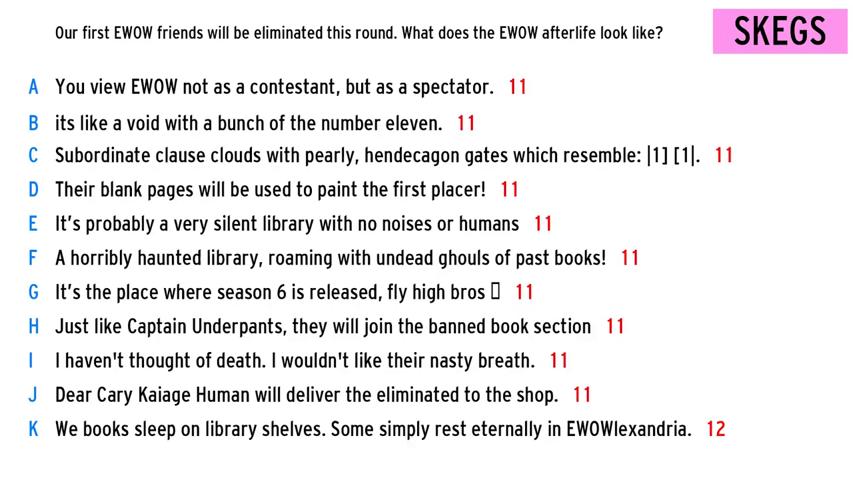 Our first EWOW friends will be eliminated this round. What does the EWOW afterlife look like?
SKEGS
A You view EWOW not as a contestant, but as a spectator. 11
B its like a void with a bunch of the number eleven. 11
C Subordinate clause clouds with pearly, hendecagon gates which resemble: |1] [1|. 11
D Their blank pages will be used to paint the first placer! 11
E It’s probably a very silent library with no noises or humans 11
F A horribly haunted library, roaming with undead ghouls of past books! 11
G It’s the place where season 6 is released, fly high bros 11
H Just like Captain Underpants, they will join the banned book section 11
I I haven't thought of death. I wouldn't like their nasty breath. 11
J Dear Cary Kaiage Human will deliver the eliminated to the shop. 11
K We books sleep on library shelves. Some simply rest eternally in EWOWlexandria. 12